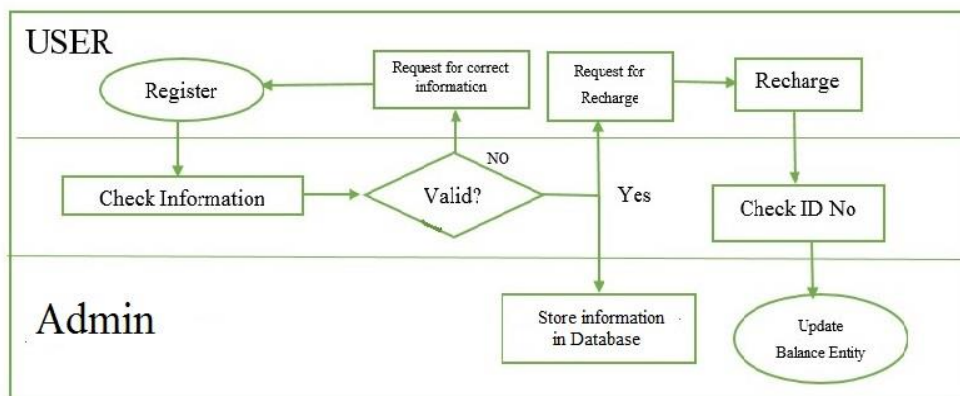 USER
Register
Request for correct
information
Request for
Recharge
Recharge
Check Information
Valid?
NO
Yes
Check ID No
Admin
Store information
in Database
Update
Balance Entity